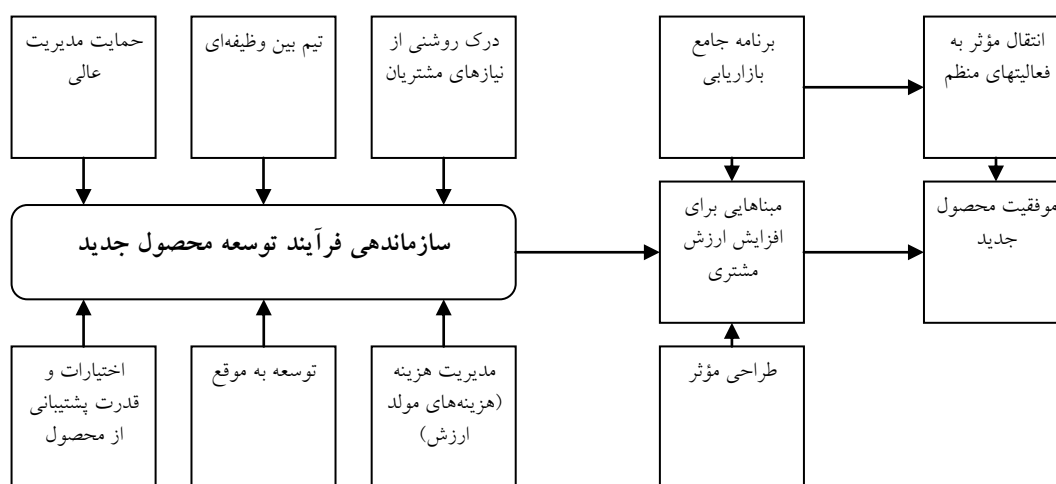 انتقال مؤثر به
فعالیتهای منظم
برنامه جامع
بازاریابی
درک روشنی از
نیازهای مشتریان
تیم بین وظیفه‌ای
حمایت مدیریت
عالی
موفقیت محصول
جدید
مبناهایی برای
افزایش ارزش
مشتری
سازماندهی فرآیند توسعه محصول جدید
طراحی مؤثر
مدیریت هزینه
(هزینه‌های مولد
ارزش)
توسعه به موقع
اختیارات و
قدرت پشتیبانی
از محصول